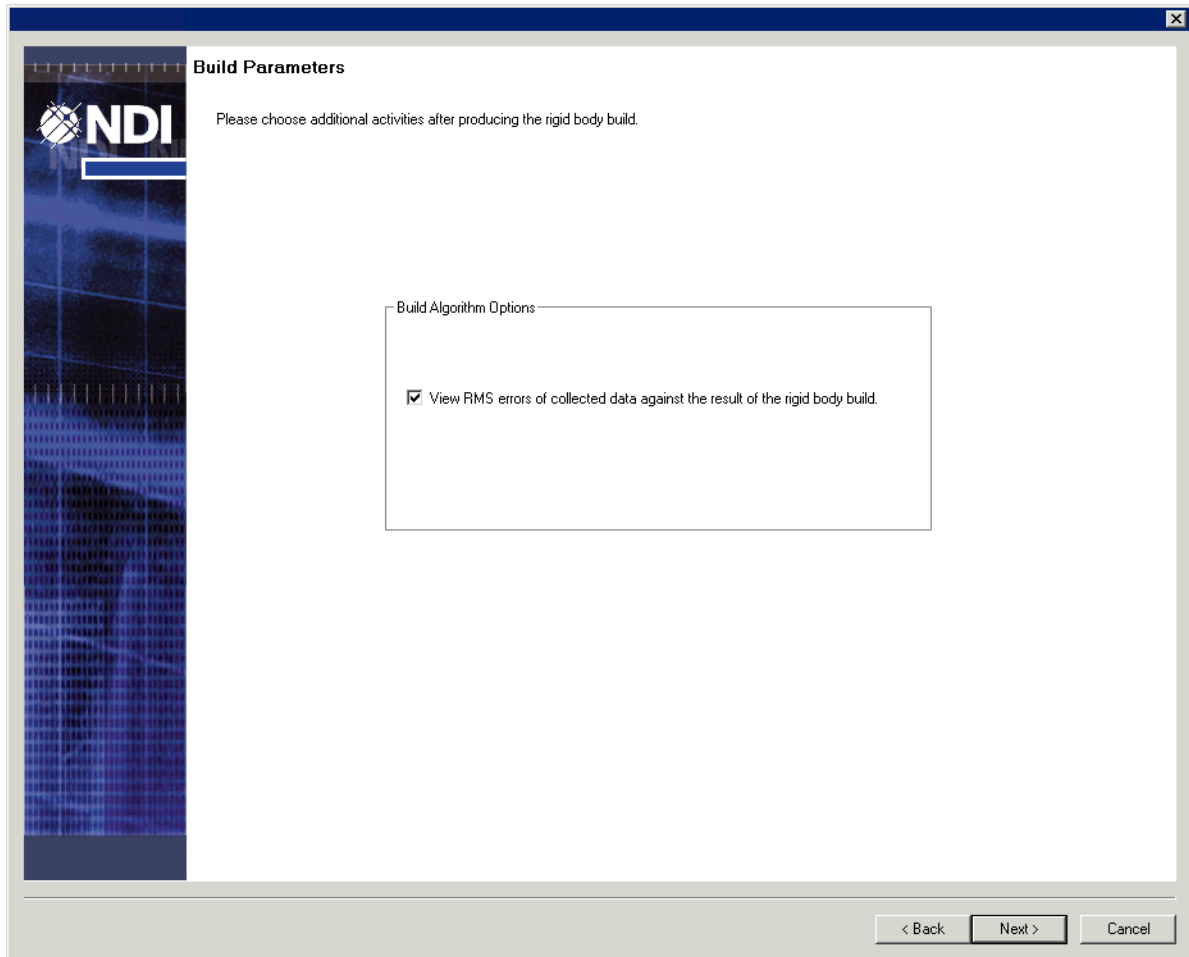 Build Parameters
NDI
Please choose additional activities after producing the rigid body build.
Build Algorithm Options
View RMS errors of collected data against the result of the rigid body build.
< Back
Next >
Cancel